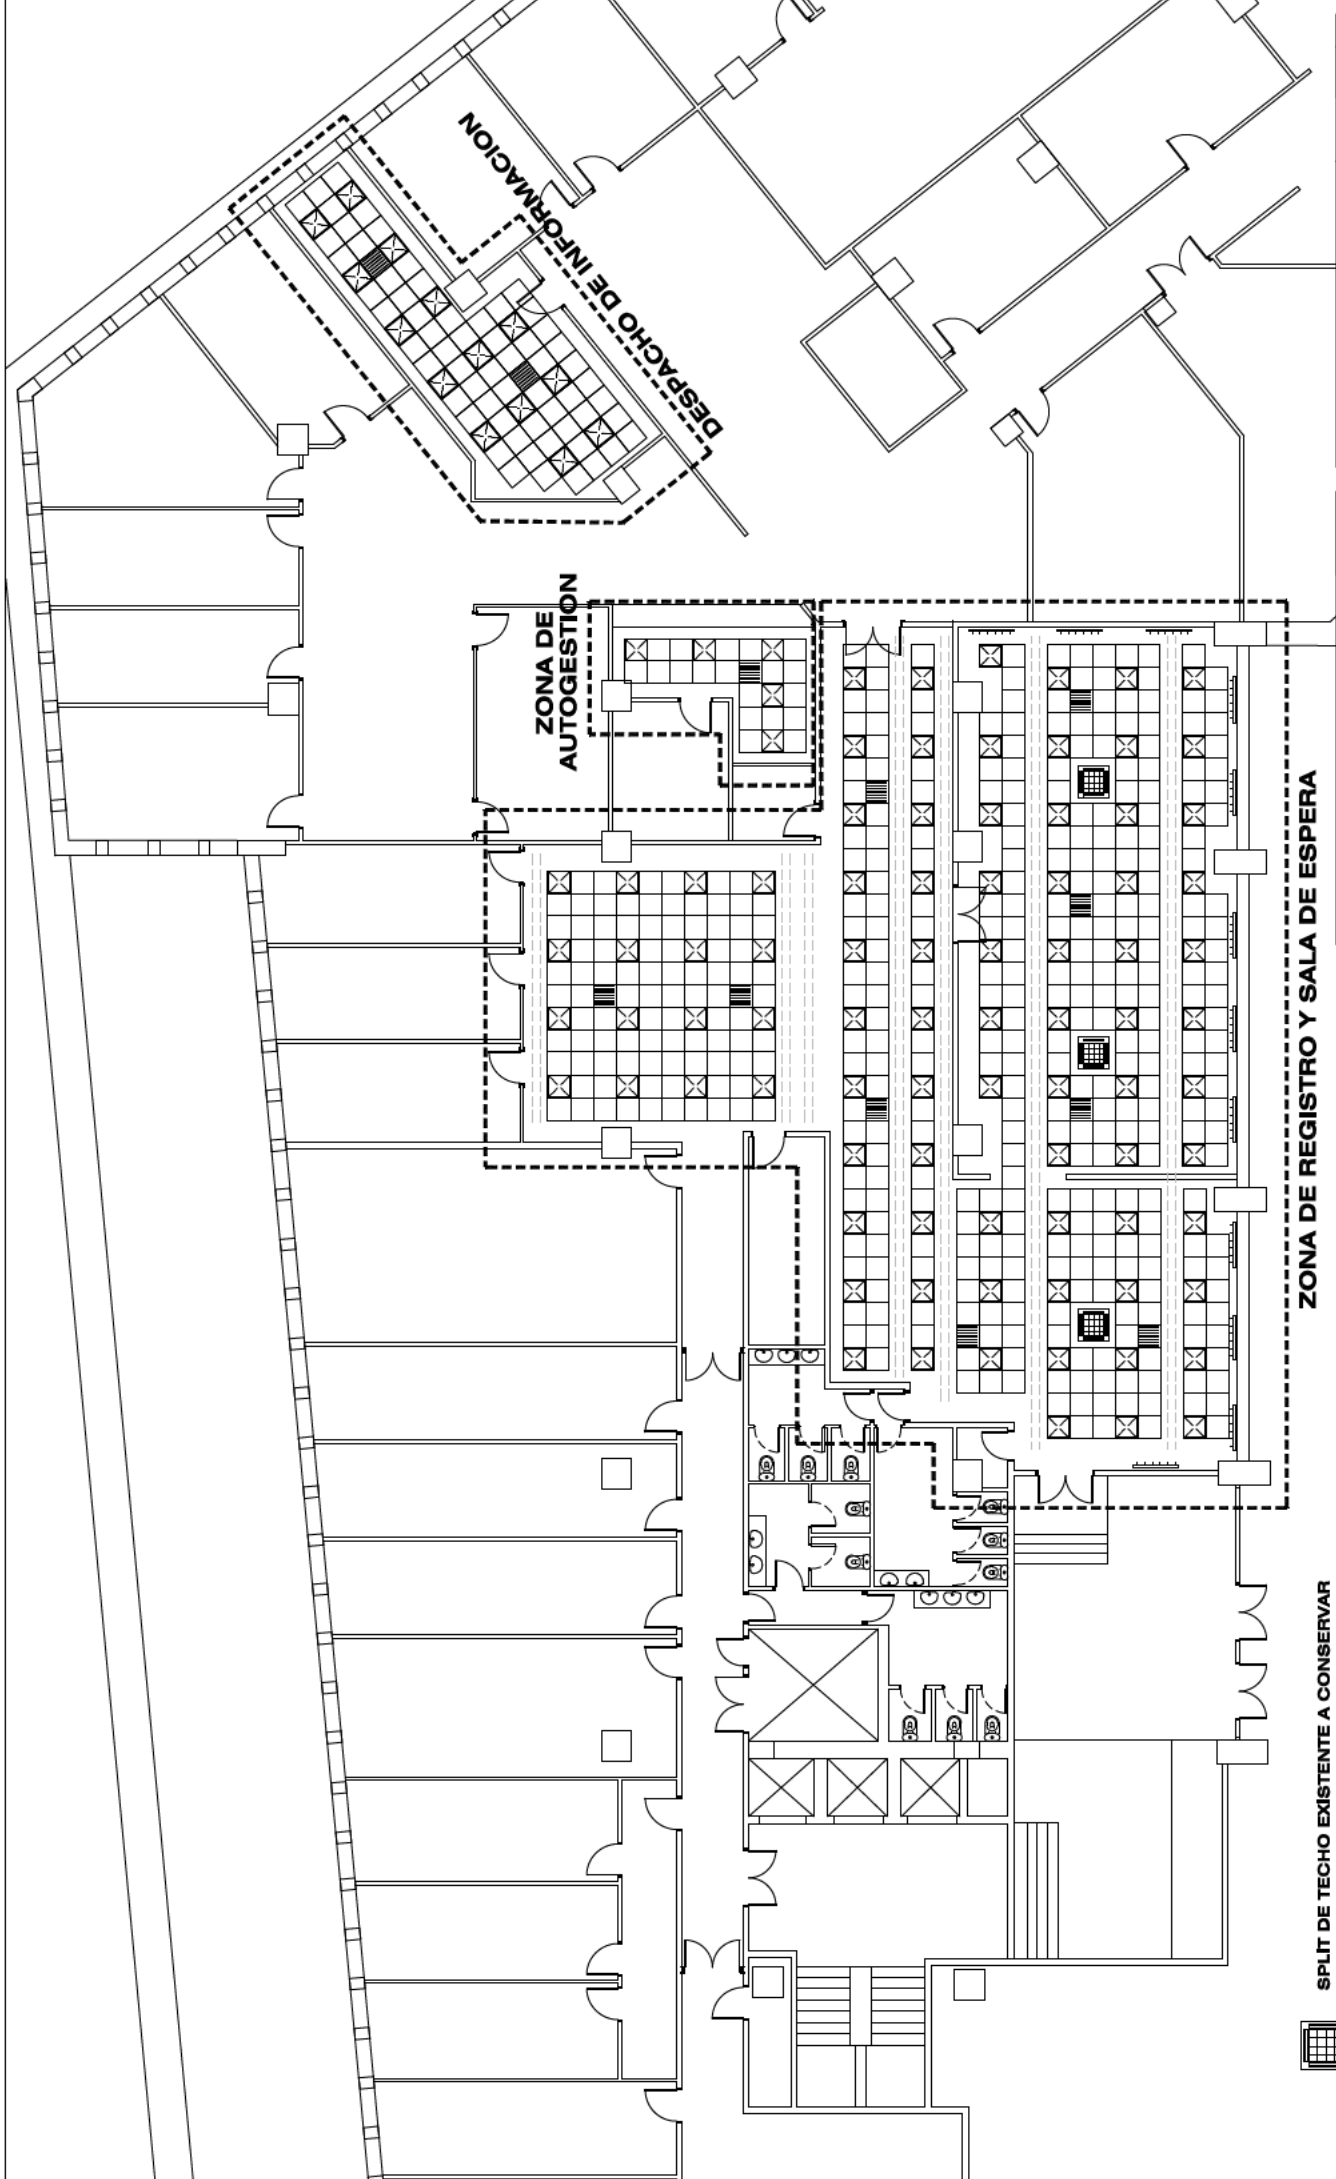 DESPACHO DE INFORMACION
ZONA DE
AUTOGESTION
ZONA DE REGISTRO Y SALA DE ESPERA
SPLIT DE TECHO EXISTENTE A CONSERVAR